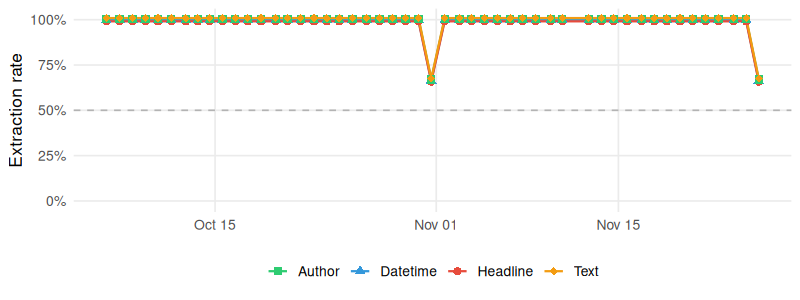 Extraction rate
100%
75%
50%
25%
0%
Oct 15 Nov 01 Nov 15
Author Datetime Headline Text